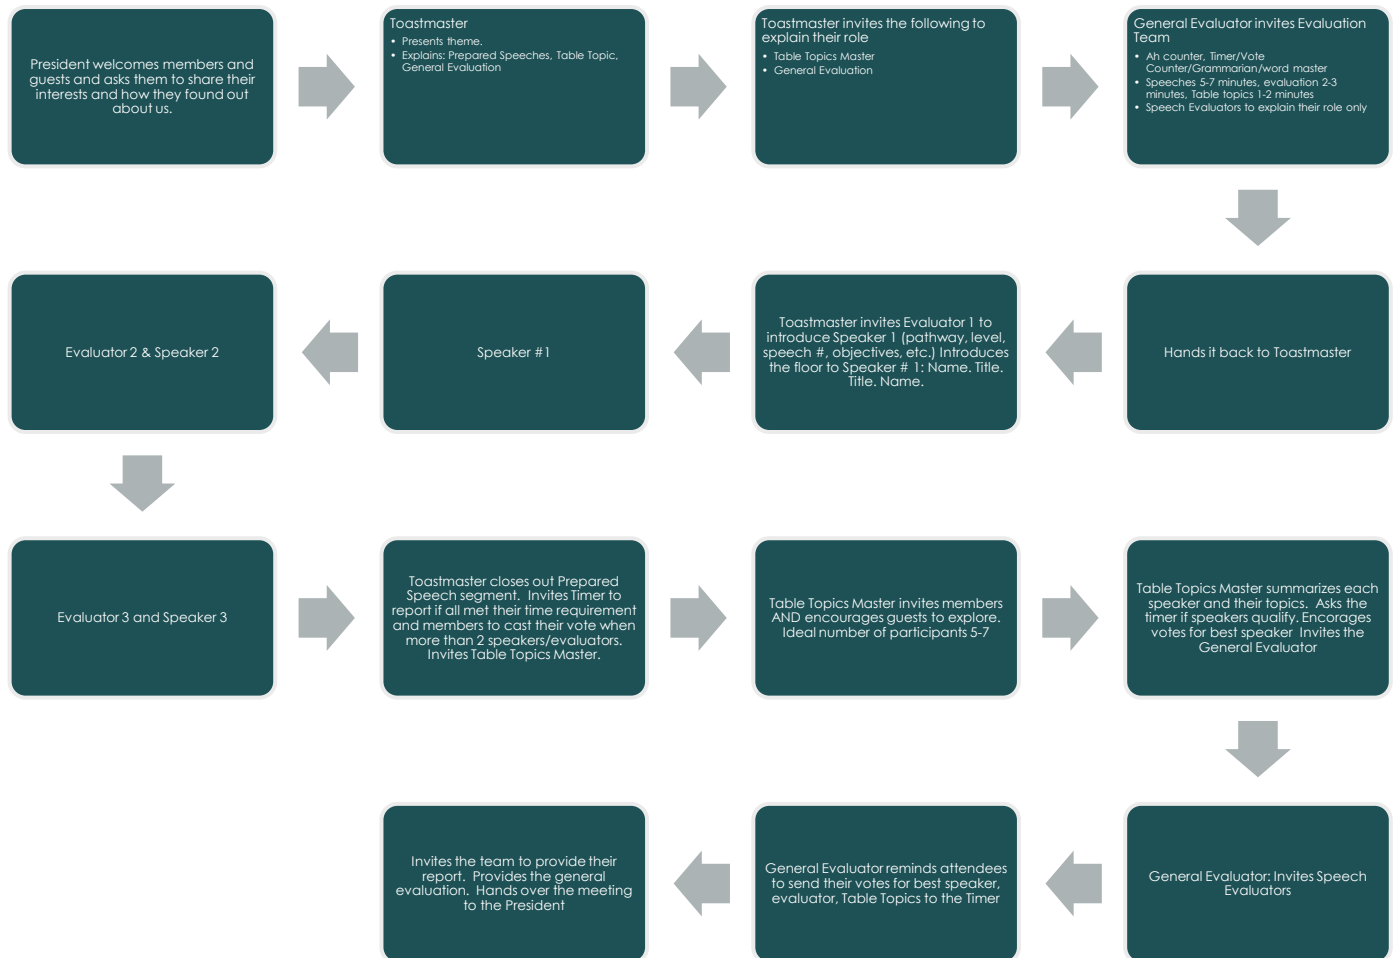 President welcomes members and
guests and asks them to share their
interests and how they found out
about us.
Toastmaster
• Presents theme.
• Explains: Prepared Speeches, Table Topic,
General Evaluation
Toastmaster invites the following to
explain their role
• Table Topics Master
• General Evaluation
General Evaluator invites Evaluation
Team
• Ah counter, Timer/Vote
Counter/Grammarian/word master
• Speeches 5-7 minutes, evaluation 2-3
minutes, Table topics 1-2 minutes
• Speech Evaluators to explain their role only
Hands it back to Toastmaster
Toastmaster invites Evaluator 1 to
introduce Speaker 1 (pathway, level,
speech #, objectives, etc.) Introduces
the floor to Speaker # 1: Name. Title.
Title. Name.
Speaker #1
Evaluator 2 & Speaker 2
Evaluator 3 and Speaker 3
Toastmaster closes out Prepared
Speech segment. Invites Timer to
report if all met their time requirement
and members to cast their vote when
more than 2 speakers/evaluators.
Invites Table Topics Master.
Table Topics Master invites members
AND encourages guests to explore.
Ideal number of participants 5-7
Table Topics Master summarizes each
speaker and their topics. Asks the
timer if speakers qualify. Encorages
votes for best speaker Invites the
General Evaluator
General Evaluator: Invites Speech
Evaluators
General Evaluator reminds attendees
to send their votes for best speaker,
evaluator, Table Topics to the Timer
Invites the team to provide their
report. Provides the general
evaluation. Hands over the meeting
to the President